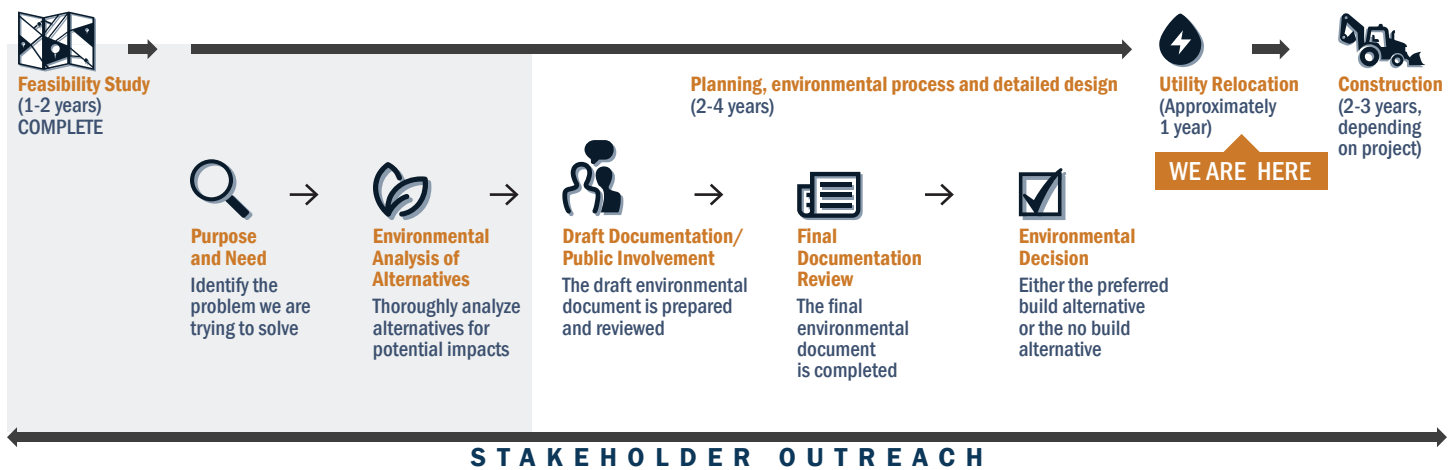 Feasibility Study
(1-2 years)
COMPLETE
Planning, environmental process and detailed design
(2-4 years)
Utility Relocation
(Approximately
1 year)
WE ARE HERE
Construction
(2-3 years,
depending
on project)
Purpose
and Need
Identify the
problem we are
trying to solve
Environmental
Analysis of
Alternatives
Thoroughly analyze
alternatives for
potential impacts
Draft Documentation/
Public Involvement
The draft environmental
document is prepared
and reviewed
Final
Documentation
Review
The final
environmental
document
is completed
Environmental
Decision
Either the preferred
build alternative
or the no build
alternative
STAKEHOLDER OUTREACH